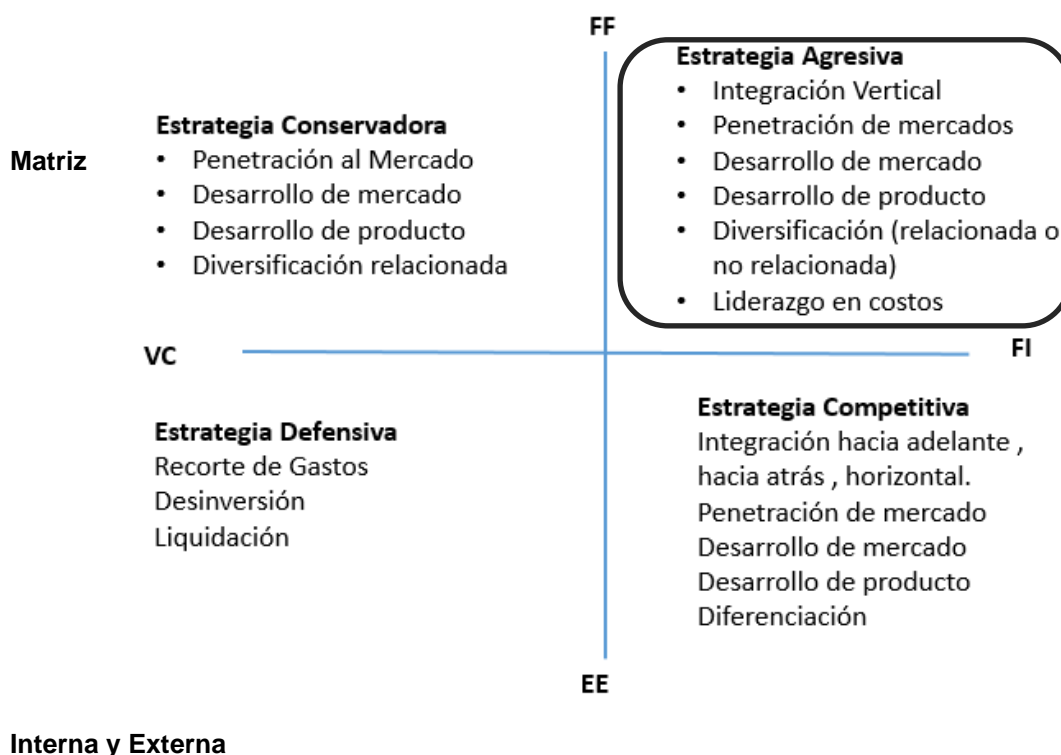 FF
Estrategia Agresiva
• Integración Vertical
• Penetración de mercados
• Desarrollo de mercado
• Desarrollo de producto
• Diversificación (relacionada o
no relacionada)
• Liderazgo en costos
Estrategia Conservadora
• Penetración al Mercado
• Desarrollo de mercado
• Desarrollo de producto
• Diversificación relacionada
Matriz
VC
FI
Estrategia Defensiva
Recorte de Gastos
Desinversión
Liquidación
Estrategia Competitiva
Integración hacia adelante ,
hacia atrás , horizontal.
Penetración de mercado
Desarrollo de mercado
Desarrollo de producto
Diferenciación
EE
Interna y Externa